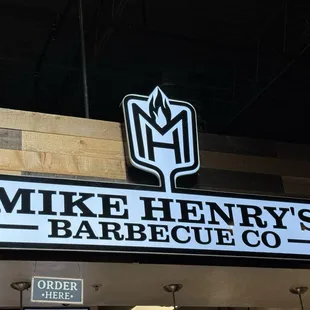 MH
MIKE HENRY'S
BARBECUE CO
ORDER
• HERE •